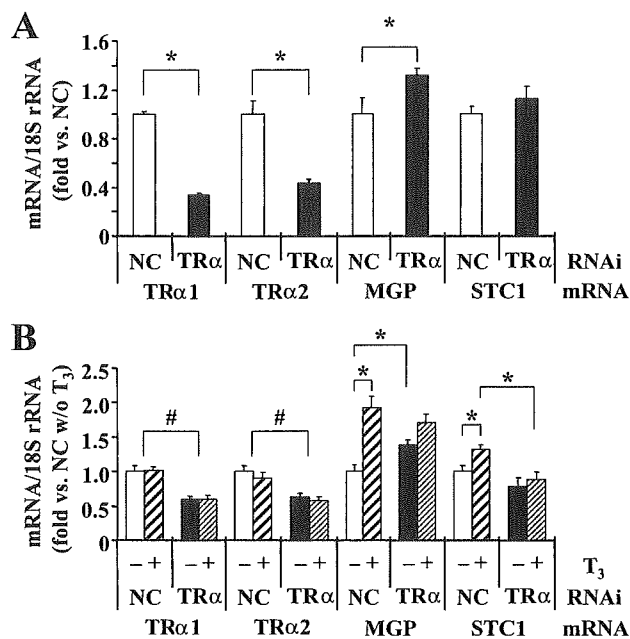 A
mRNA/18S rRNA
(fold vs. NC)
1.6
1.2
0.8
0.4
0
*
*
*
NC TRα NC TRα NC TRα NC TRα RNAi
TRα1 TRα2 MGP STC1 mRNA
B
mRNA/18S rRNA
(fold vs. NC w/o T3)
2.5
2.0
1.5
1.0
0.5
0
#
#
*
*
*
*
− + − + − + − + − + − + − + − + T3
NC TRα NC TRα NC TRα NC TRα RNAi
TRα1 TRα2 MGP STC1 mRNA